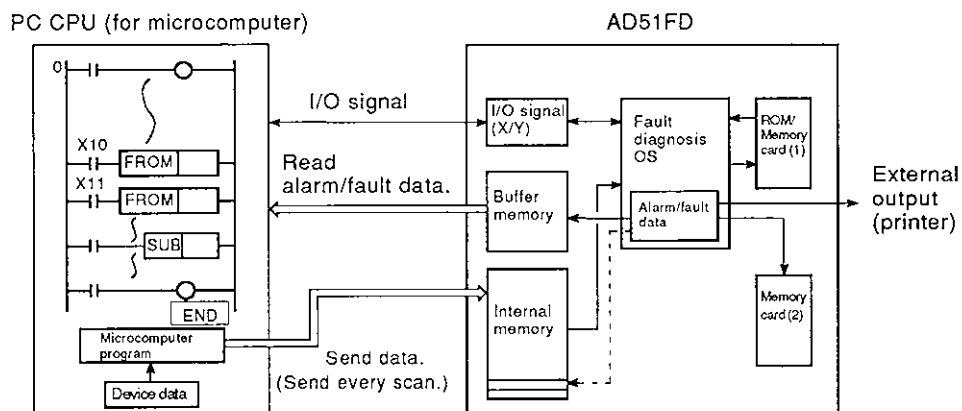 PC CPU (for microcomputer)
0
X10
FROM
X11
FROM
SUB
END
Microcomputer
program
Device data
I/O signal
Read
alarm/fault data.
Send data.
(Send every scan.)
AD51FD
I/O signal
(X/Y)
Buffer
memory
Internal
memory
Fault
diagnosis
OS
Alarm/fault
data
ROM/
Memory
card (1)
Memory
card (2)
External
output
(printer)